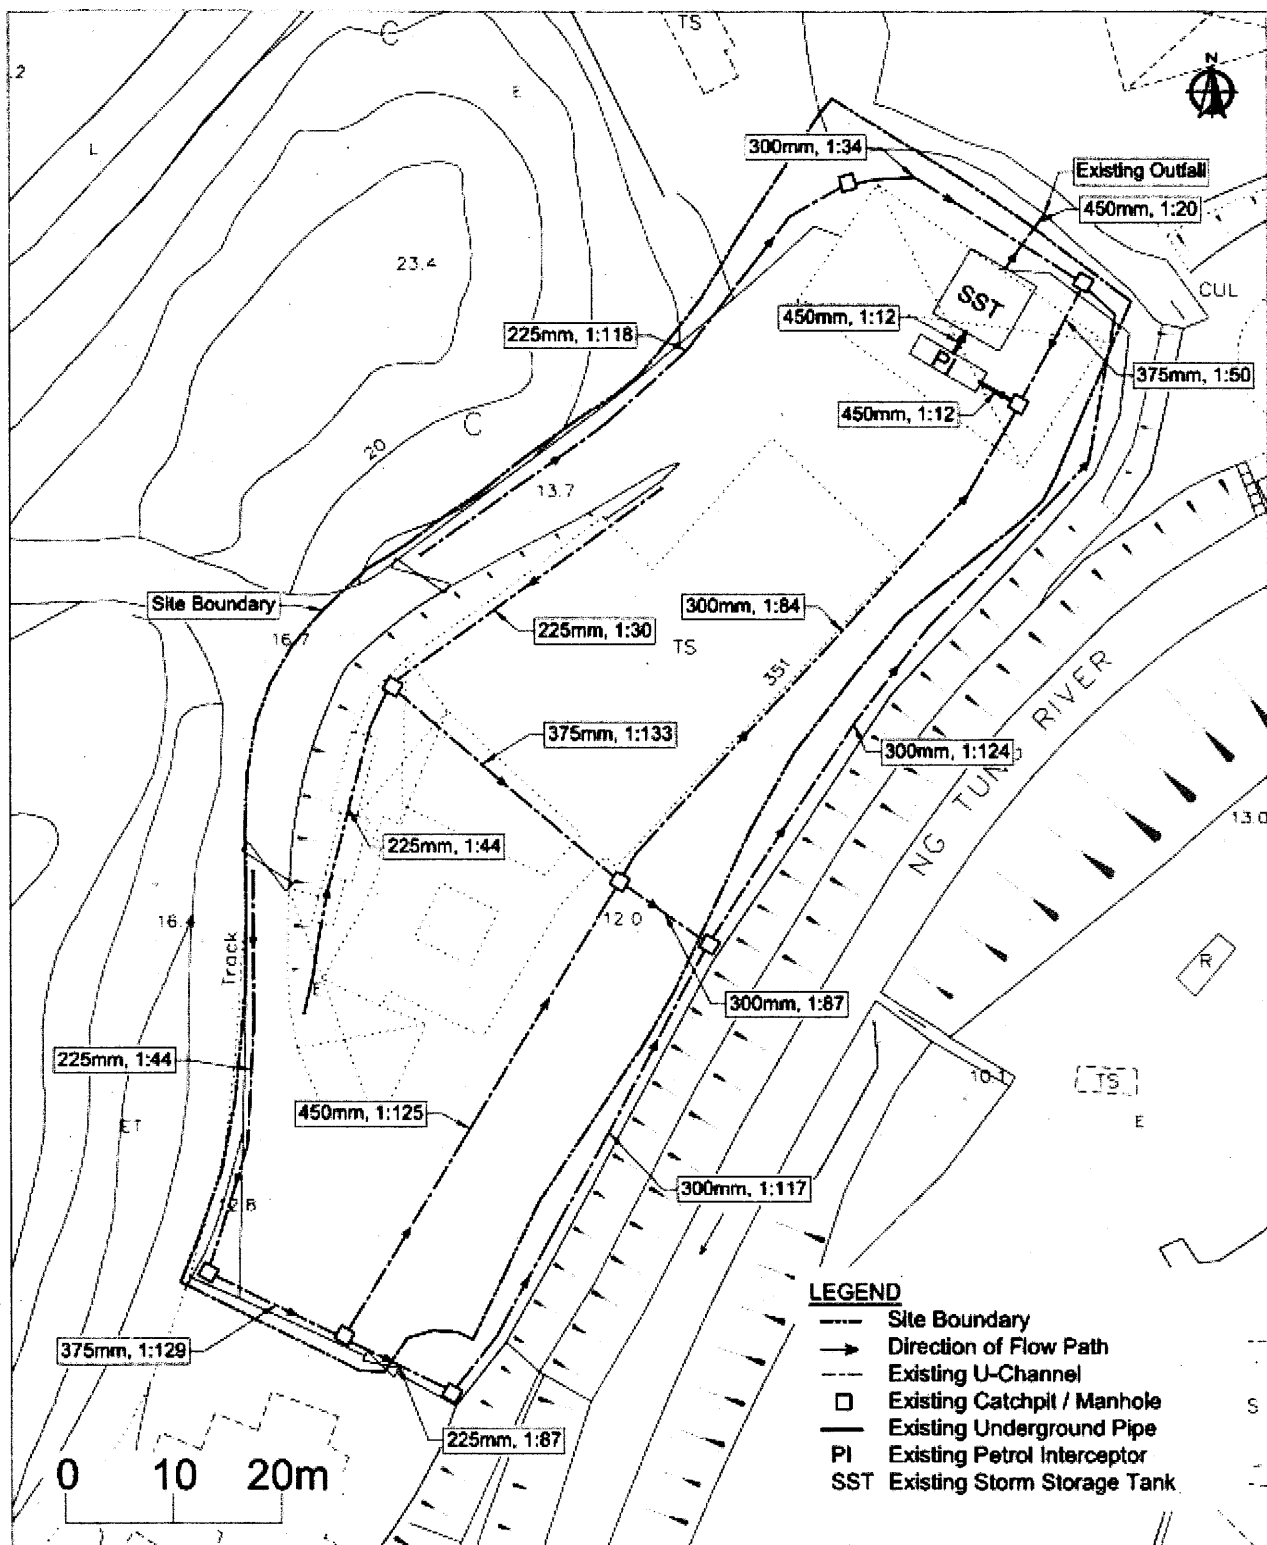 TS
N
C
2
E
L
300mm, 1:34
Existing Outfall
450mm, 1:20
23.4
CUL
SST
450mm, 1:12
225mm, 1:118
PI
375mm, 1:50
450mm, 1:12
C
20
13.7
Site Boundary
300mm, 1:84
16.7
225mm, 1:30
TS
351
RIVER
375mm, 1:133
300mm, 1:124
TUNG
NG
13.0
225mm, 1:44
16.
12.0
Track
R
300mm, 1:87
225mm, 1:44
10.1
TS
450mm, 1:125
ET
E
300mm, 1:117
12.8
LEGEND
Site Boundary
375mm, 1:129
Direction of Flow Path
Existing U-Channel
Existing Catchpit / Manhole
S
Existing Underground Pipe
225mm, 1:87
PI Existing Petrol Interceptor
0 10 20m
SST Existing Storm Storage Tank